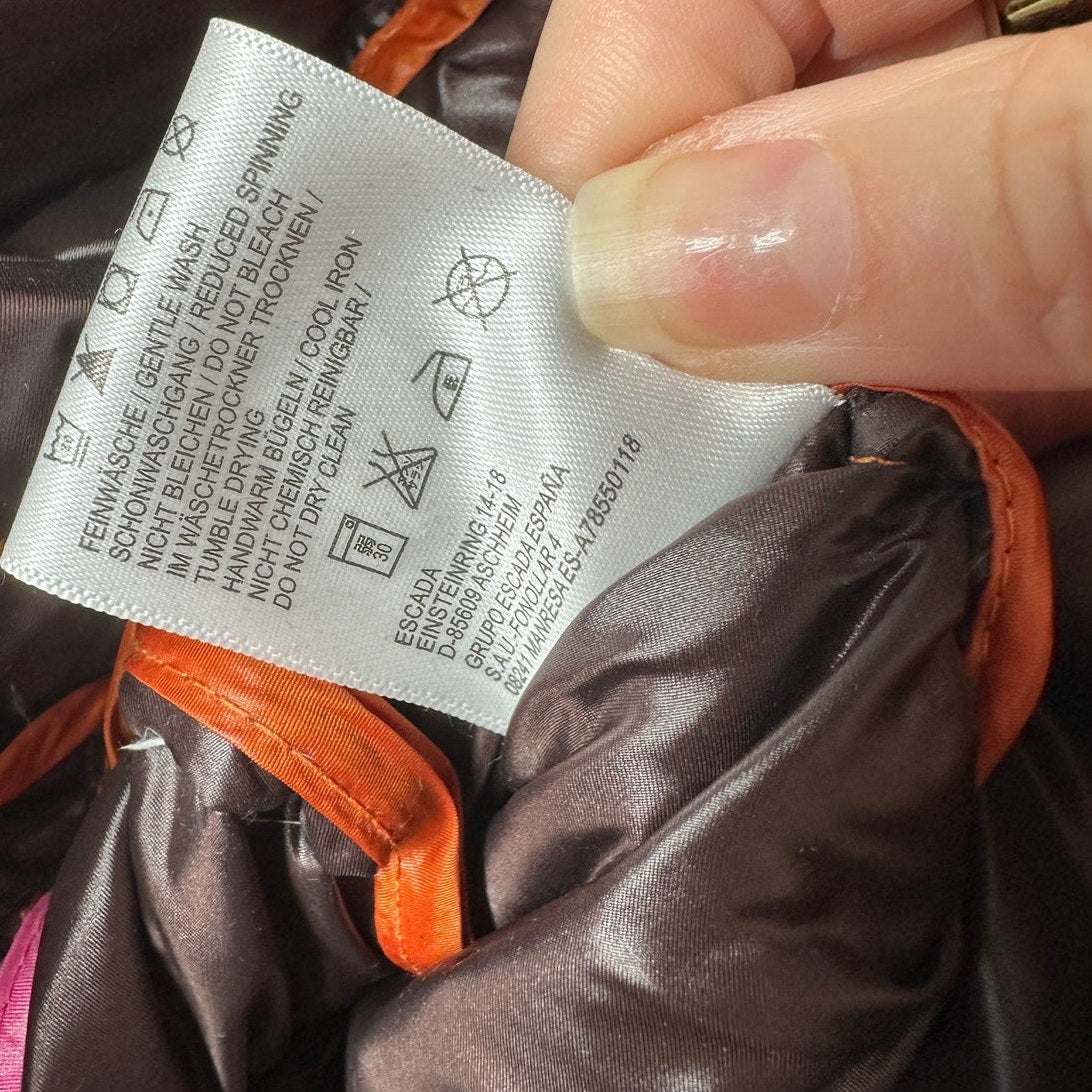 FEINWÄSCHE / GENTLE WASH
SCHONWASCHGANG / REDUCED SPINNING
NICHT BLEICHEN / DO NOT BLEACH
IM WÄSCHETROCKNER TROCKNEN /
TUMBLE DRYING
HANDWARM BÜGELN / COOL IRON
NICHT CHEMISCH REINIGBAR /
DO NOT DRY CLEAN
30
ESCADA
EINSTEINRING 14-18
D-85609 ASCHHEIM
GRUPO ESCADA ESPAÑA
S.A.U - FONOLLAR 4
08241 MANRESA ES-A78550118